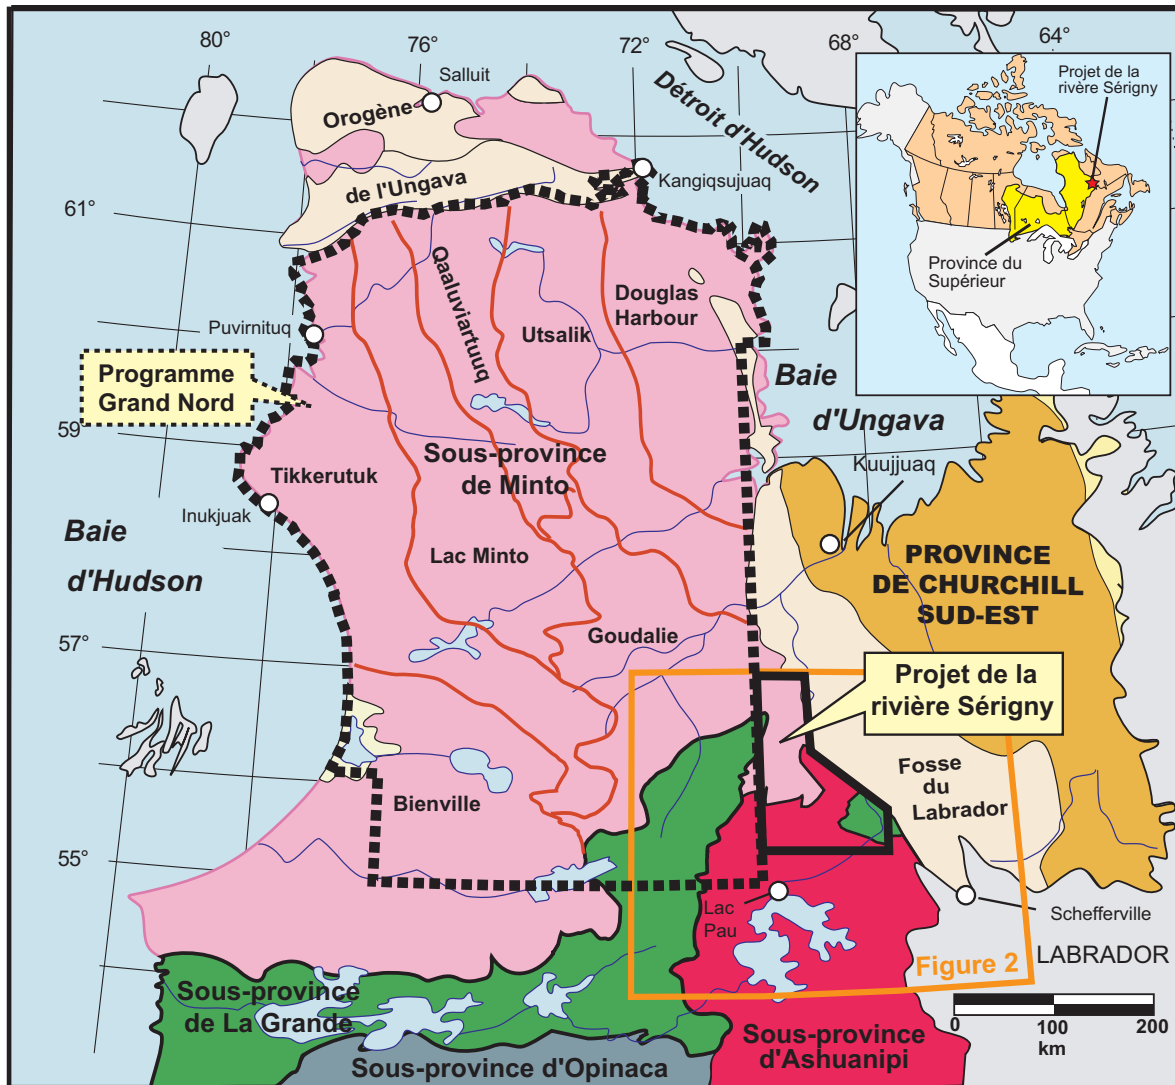 80°
76°
72°
68°
64°
Salluit
Orogène
de l'Ungava
Détroit d'Hudson
Kangiqsujuaq
Projet de la
rivière Sérigny
Province du
Supérieur
61°
Qaaluviartuuq
Utsalik
Douglas
Harbour
Puvirnituq
Programme
Grand Nord
Baie
d'Ungava
59°
Sous-province
de Minto
Tikkerutuk
Kuujjuaq
Inukjuak
Baie
d'Hudson
Lac Minto
PROVINCE
DE CHURCHILL
SUD-EST
57°
Goudalie
Projet de la
rivière Sérigny
Bienville
Fosse
du
Labrador
55°
Lac
Pau
Schefferville
LABRADOR
Figure 2
Sous-province
de La Grande
0 100 200
km
Sous-province
d'Ashuanipi
Sous-province d'Opinaca